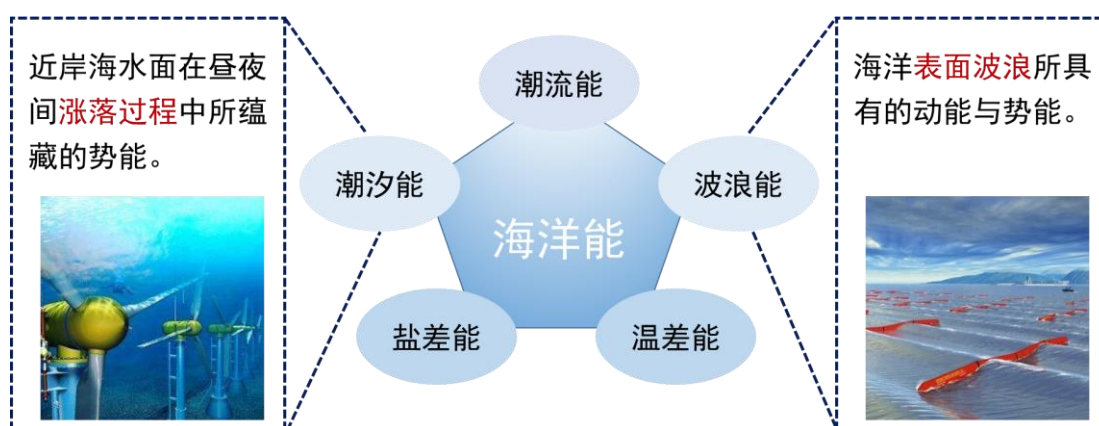 近岸海水面在昼夜
间涨落过程中所蕴
藏的势能。
潮流能
潮汐能
波浪能
海洋能
盐差能
温差能
海洋表面波浪所具
有的动能与势能。